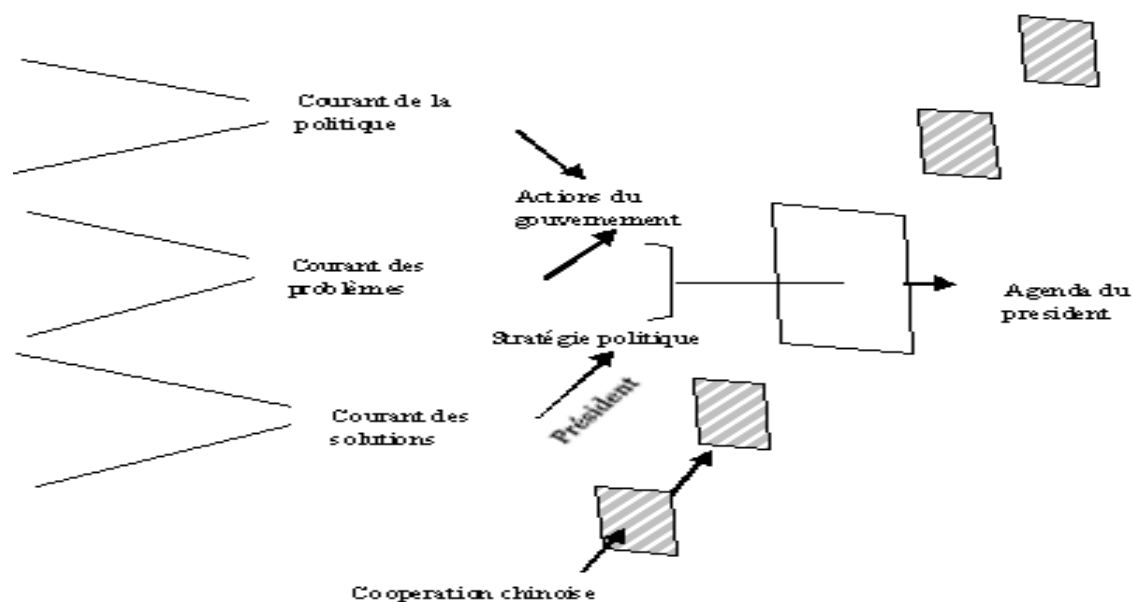 Courant de la
politique
Actions du
gouvernement
Courant des
problèmes
Agenda du
president
Stratégie politique
Président
Courant des
solutions
Cooperation chinoise